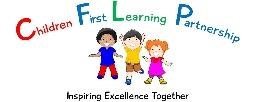 Children First Learning Partnership
Inspiring Excellence Together